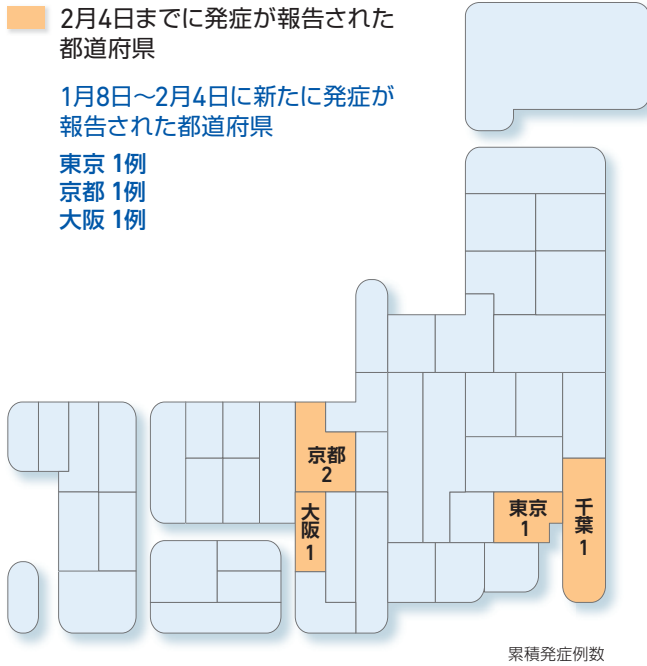 2月4日までに発症が報告された
都道府県
1月8日～2月4日に新たに発症が
報告された都道府県
東京 1例
京都 1例
大阪 1例
京都
2
大阪
1
東京
1
千葉
1
累積発症例数